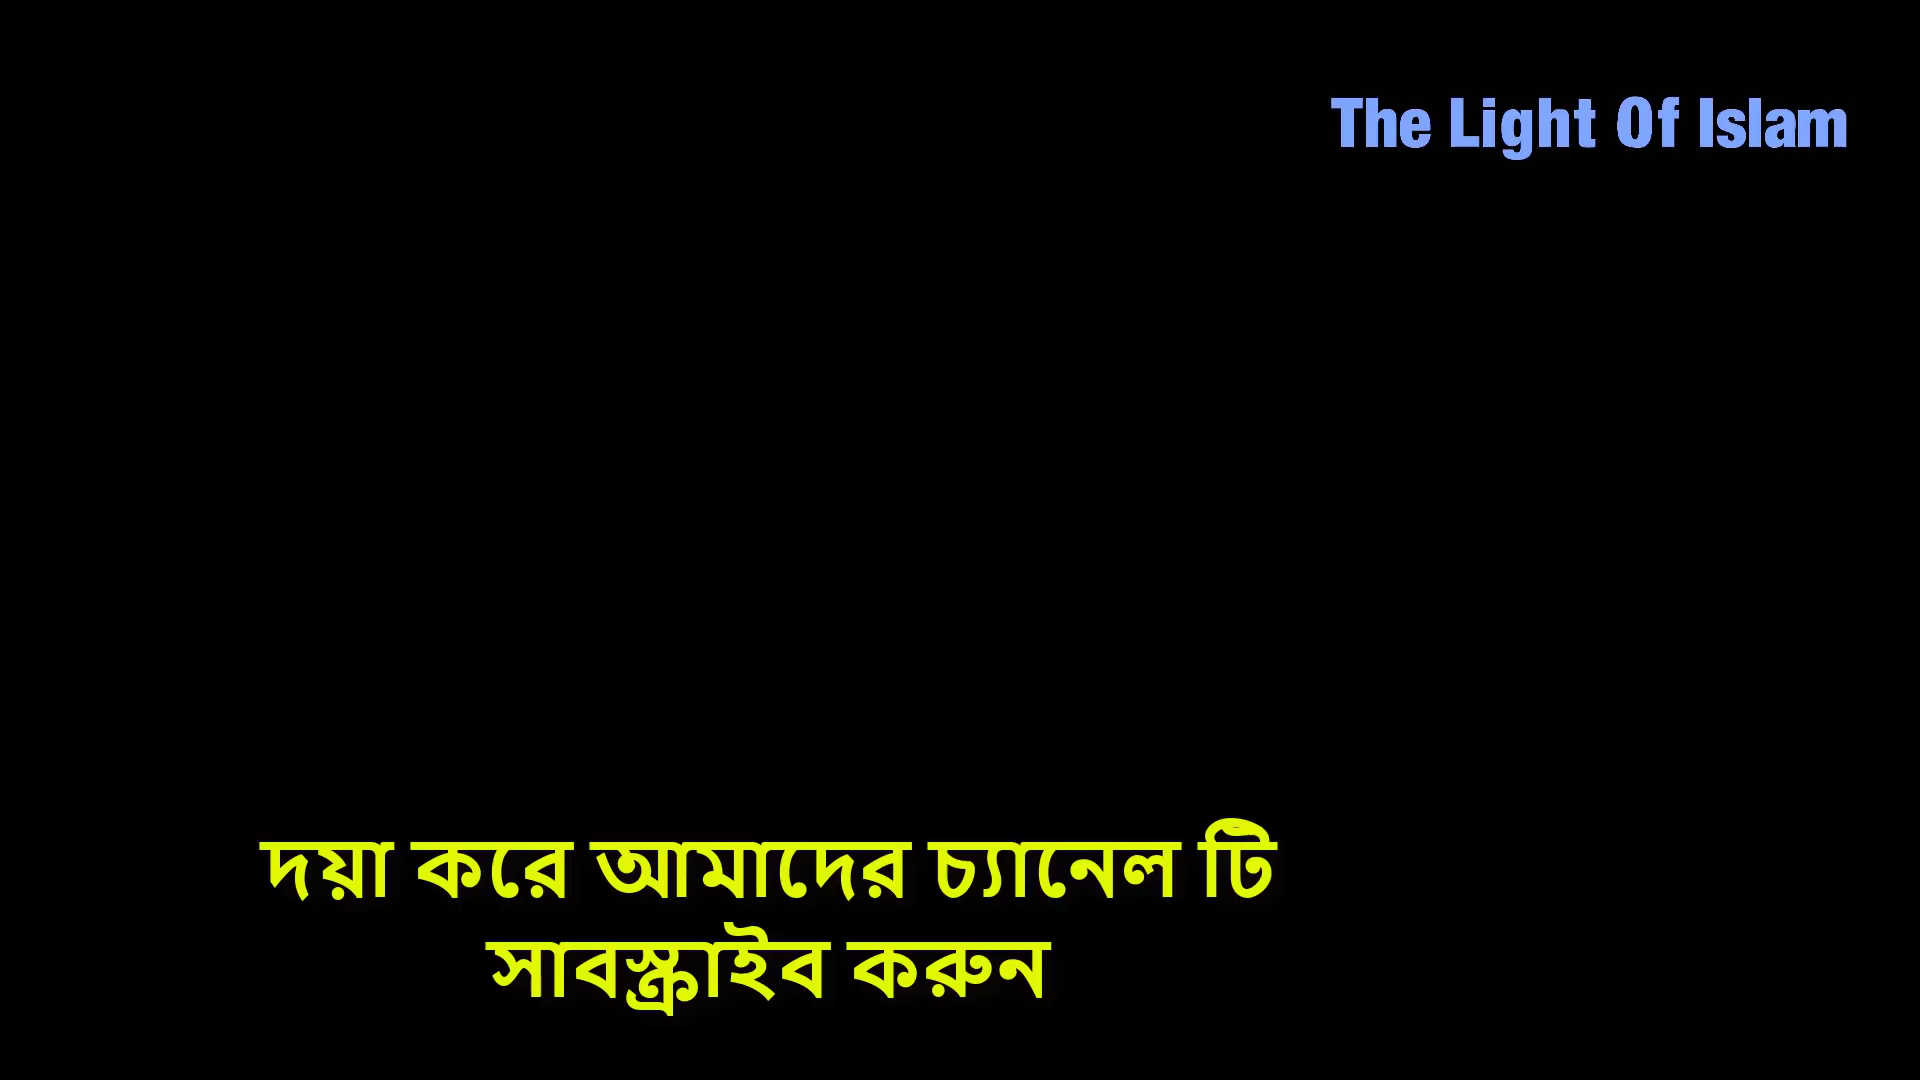 The Light Of Islam
দয়া করে আমাদের চ্যানেল টি
সাবস্ক্রাইব করুন